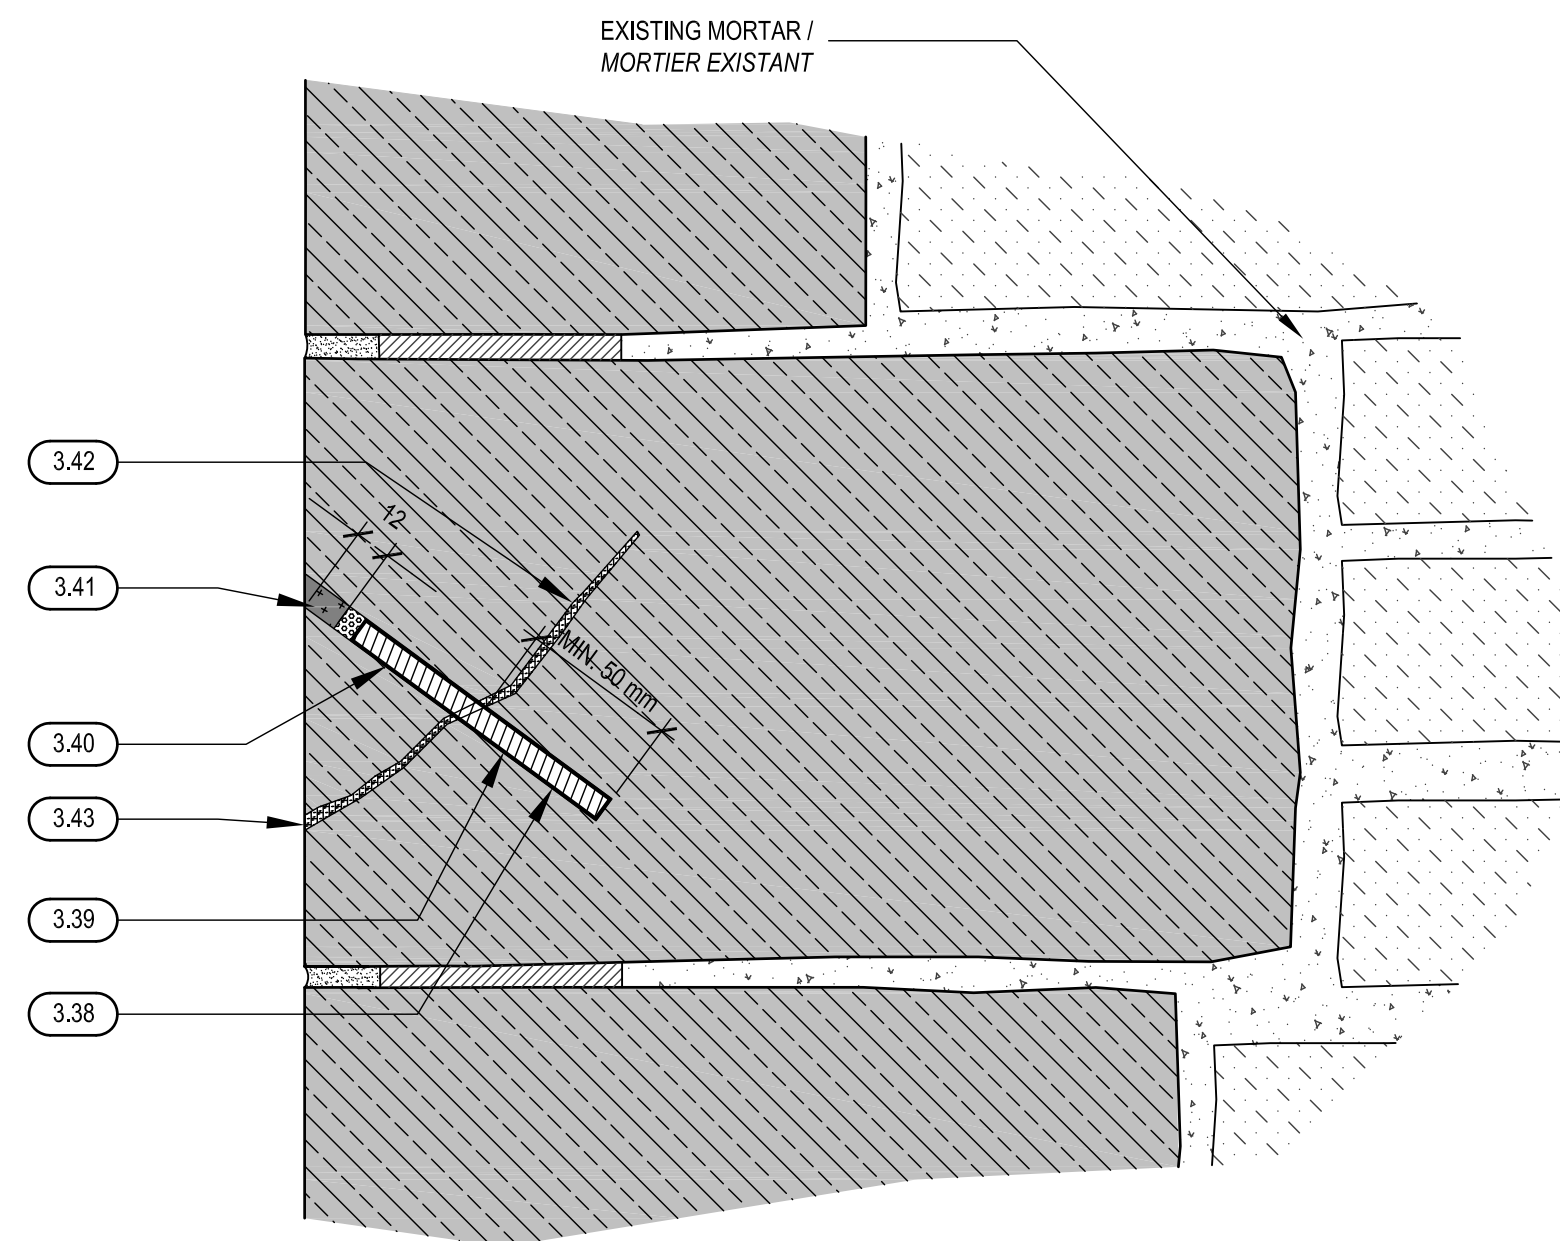 EXISTING MORTAR /
MORTIER EXISTANT
3.42
12
3.41
MIN. 50 mm
3.40
3.43
3.39
3.38